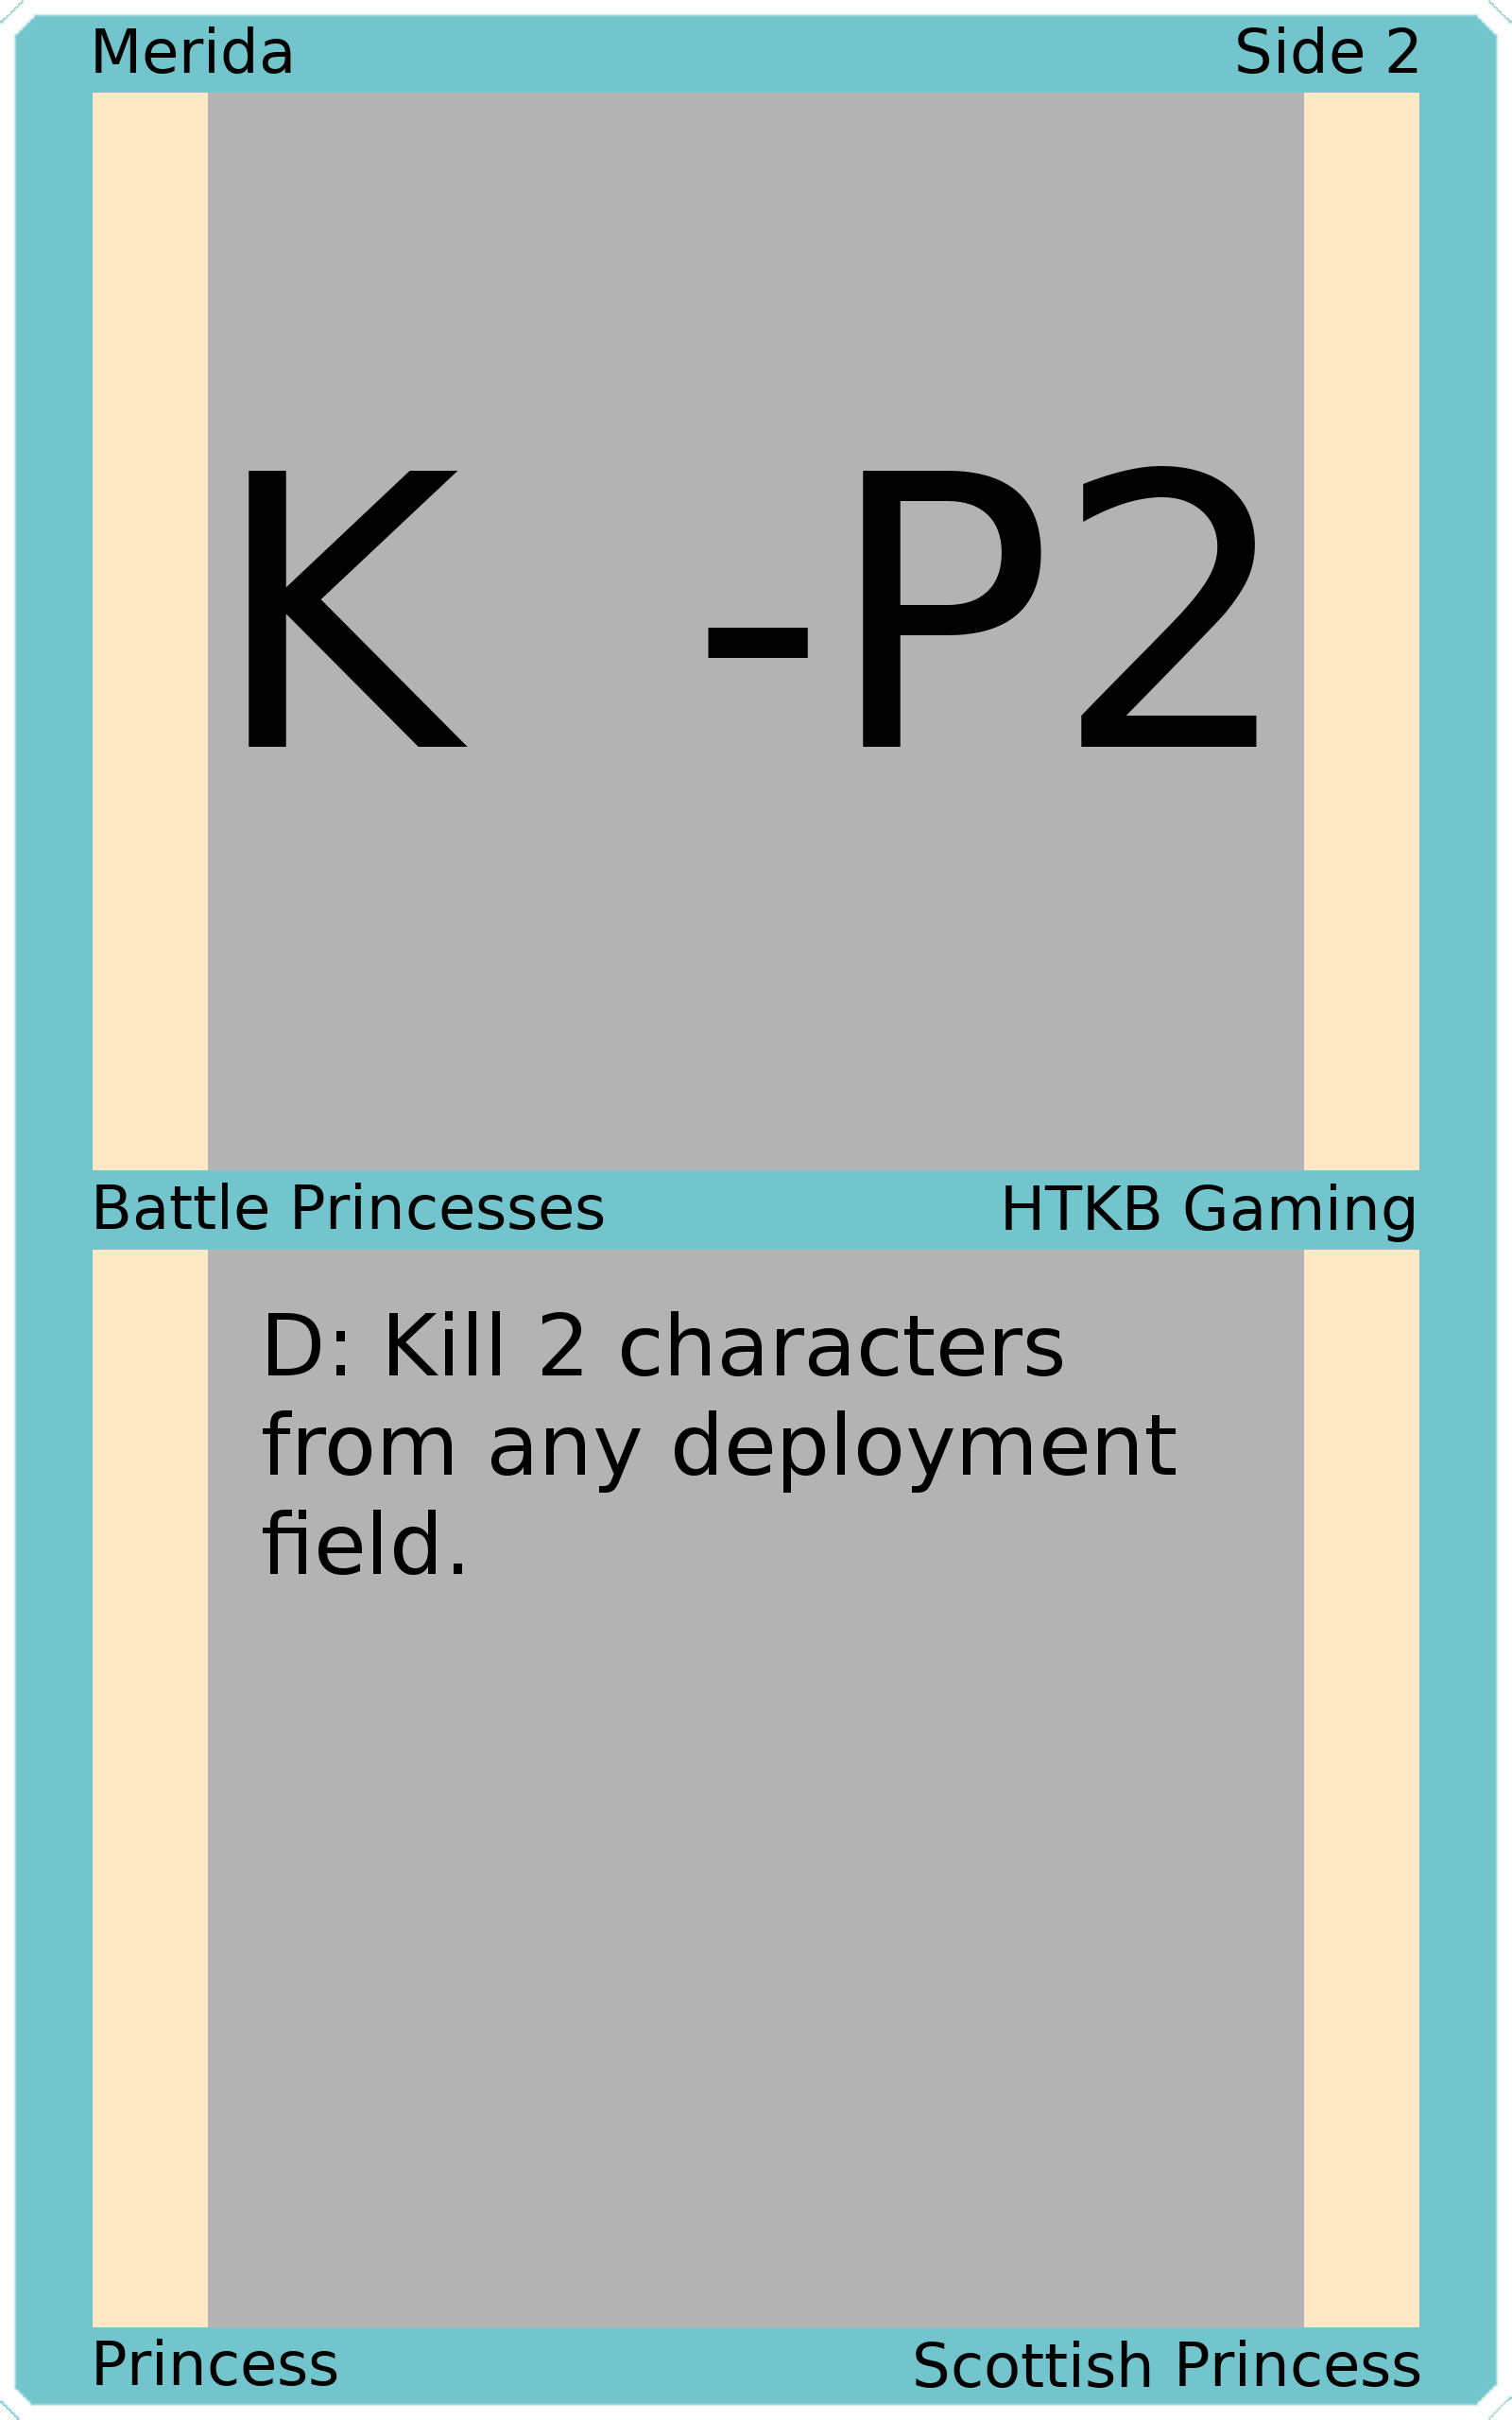 Merida Side 2
K -P2
Battle Princesses HTKB Gaming
D: Kill 2 characters
from any deployment
field.
Princess Scottish Princess